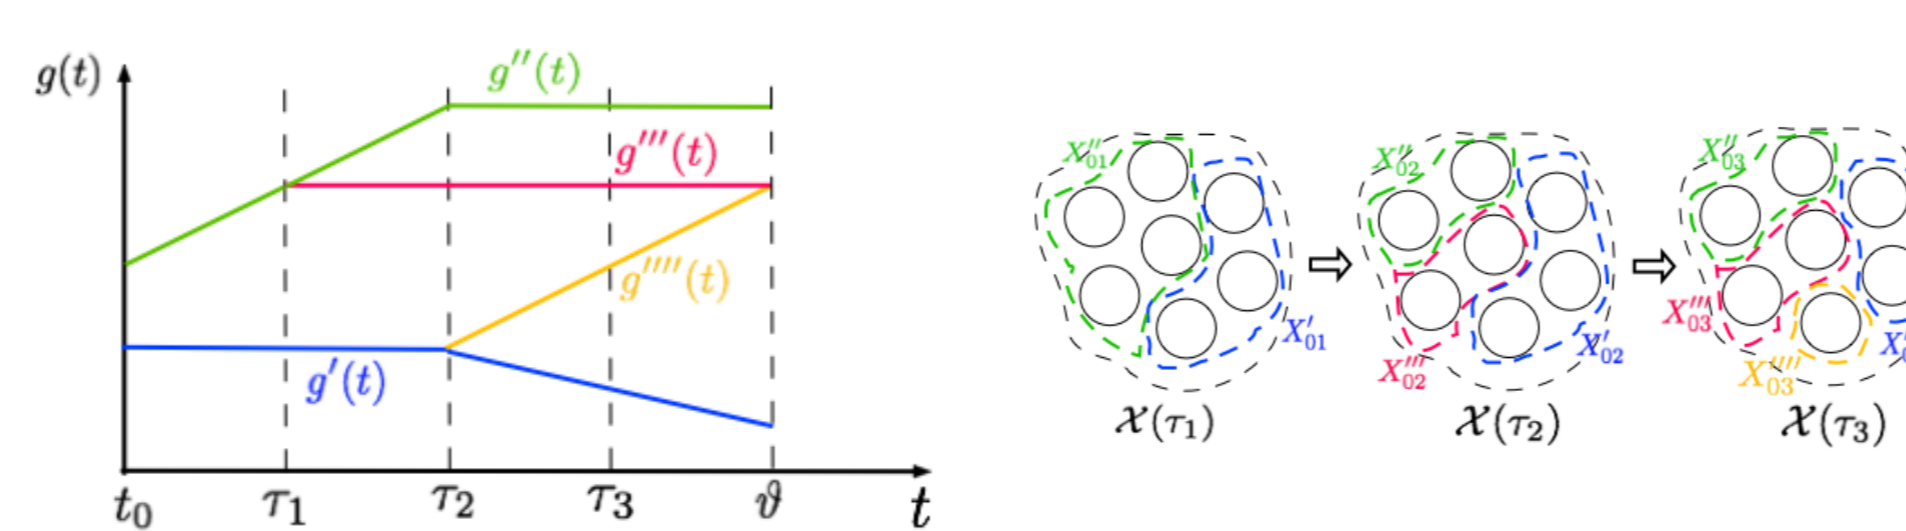 g(t)
g''(t)
g'''(t)
g''''(t)
g'(t)
t₀ τ₁ τ₂ τ₃ ϑ t
X''₀₁
X'₀₁
𝒳(τ₁)
X''₀₂
X'₀₂
X'''₀₂
𝒳(τ₂)
X''₀₃
X'''₀₃
X''''₀₃
𝒳(τ₃)